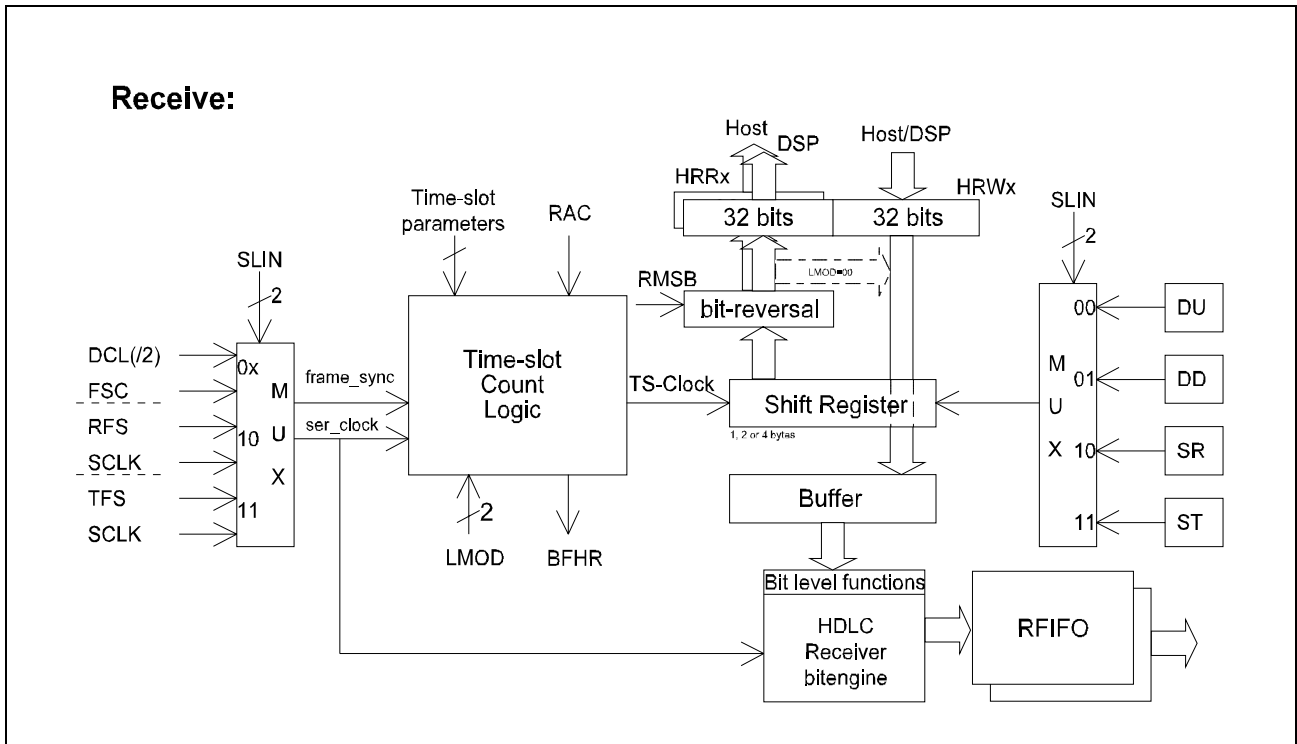 Receive:
Host
DSP
Host/DSP
HRRx
HRWx
32 bits
32 bits
Time-slot
parameters
RAC
SLIN
2
SLIN
2
RMSB
LMOD=00
bit-reversal
DCL(/2)
FSC
RFS
SCLK
TFS
SCLK
0x
10
11
M
U
X
frame_sync
ser_clock
Time-slot
Count
Logic
TS-Clock
Shift Register
1, 2 or 4 bytes
00
01
10
11
M
U
X
DU
DD
SR
ST
2
LMOD
BFHR
Buffer
Bit level functions
HDLC
Receiver
bitengine
RFIFO